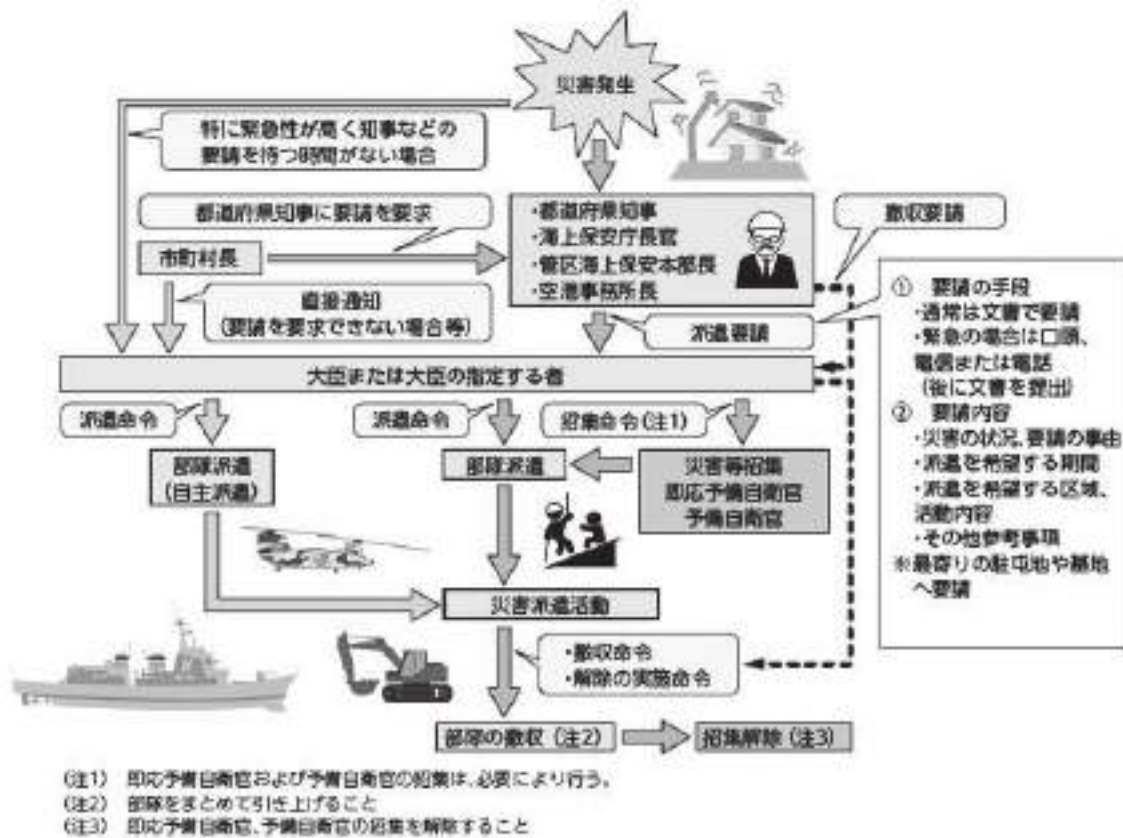 災害発生
特に緊急性が高く知事などの
要請を待つ時間がない場合
都道府県知事に要請を要求
・都道府県知事
・海上保安庁長官
・管区海上保安本部長
・空港事務所長
撤収要請
市町村長
直接通知
(要請を要求できない場合等)
派遣要請
① 要請の手段
・通常は文書で要請
・緊急の場合は口頭、
電信または電話
(後に文書を提出)
② 要請内容
・災害の状況、要請の事由
・派遣を希望する期間
・派遣を希望する区域、
活動内容
・その他参考事項
※最寄りの駐屯地や基地
へ要請
大臣または大臣の指定する者
派遣命令
派遣命令
招集命令(注1)
部隊派遣
(自主派遣)
部隊派遣
災害等招集
即応予備自衛官
予備自衛官
災害派遣活動
・撤収命令
・解除の実施命令
部隊の撤収(注2)
招集解除(注3)
(注1) 即応予備自衛官および予備自衛官の招集は、必要により行う。
(注2) 部隊をまとめて引き上げること
(注3) 即応予備自衛官、予備自衛官の招集を解除すること